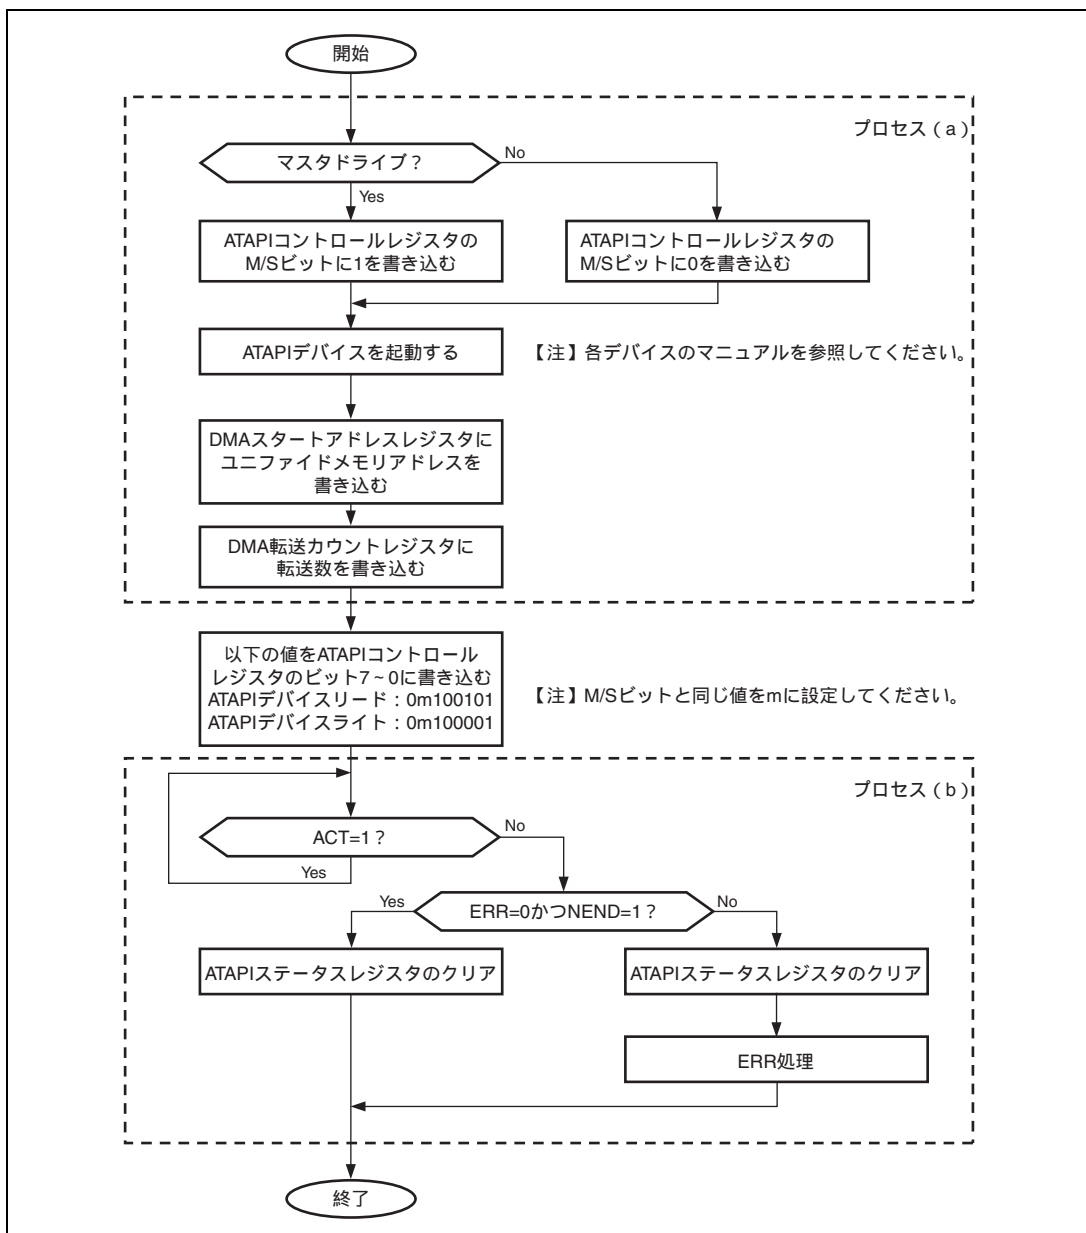 開始
プロセス（a）
マスタドライブ？
No
Yes
ATAPIコントロールレジスタの
M/Sビットに1を書き込む
ATAPIコントロールレジスタの
M/Sビットに0を書き込む
ATAPIデバイスを起動する
【注】各デバイスのマニュアルを参照してください。
DMAスタートアドレスレジスタに
ユニファイドメモリアドレスを
書き込む
DMA転送カウントレジスタに
転送数を書き込む
以下の値をATAPIコントロール
レジスタのビット7～0に書き込む
ATAPIデバイスリード：0m100101
ATAPIデバイスライト：0m100001
【注】M/Sビットと同じ値をmに設定してください。
プロセス（b）
ACT=1？
No
Yes
ERR=0かつNEND=1？
Yes
No
ATAPIステータスレジスタのクリア
ATAPIステータスレジスタのクリア
ERR処理
終了